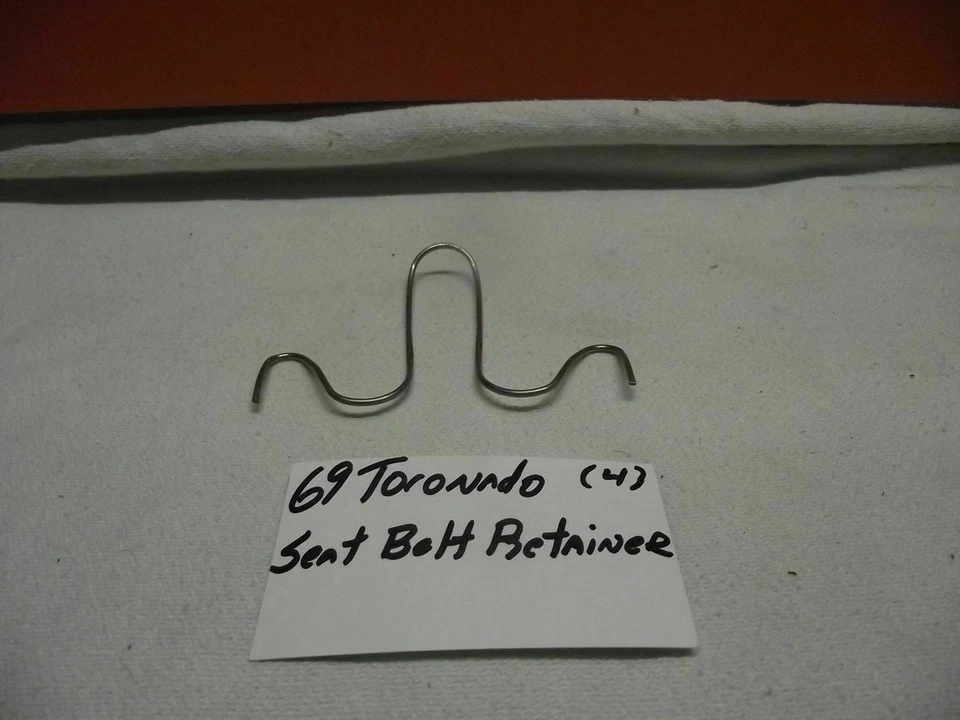 69 Toronado (4)
Seat Belt Retainer